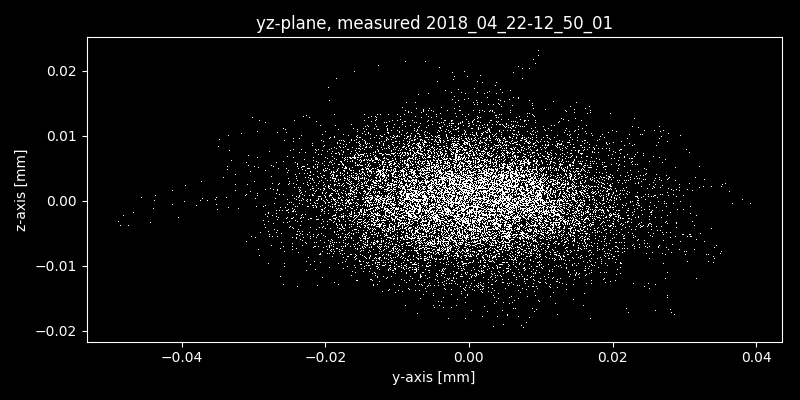 yz-plane, measured 2018_04_22-12_50_01
0.02
0.01
0.00
−0.01
−0.02
z-axis [mm]
−0.04 −0.02 0.00 0.02 0.04
y-axis [mm]